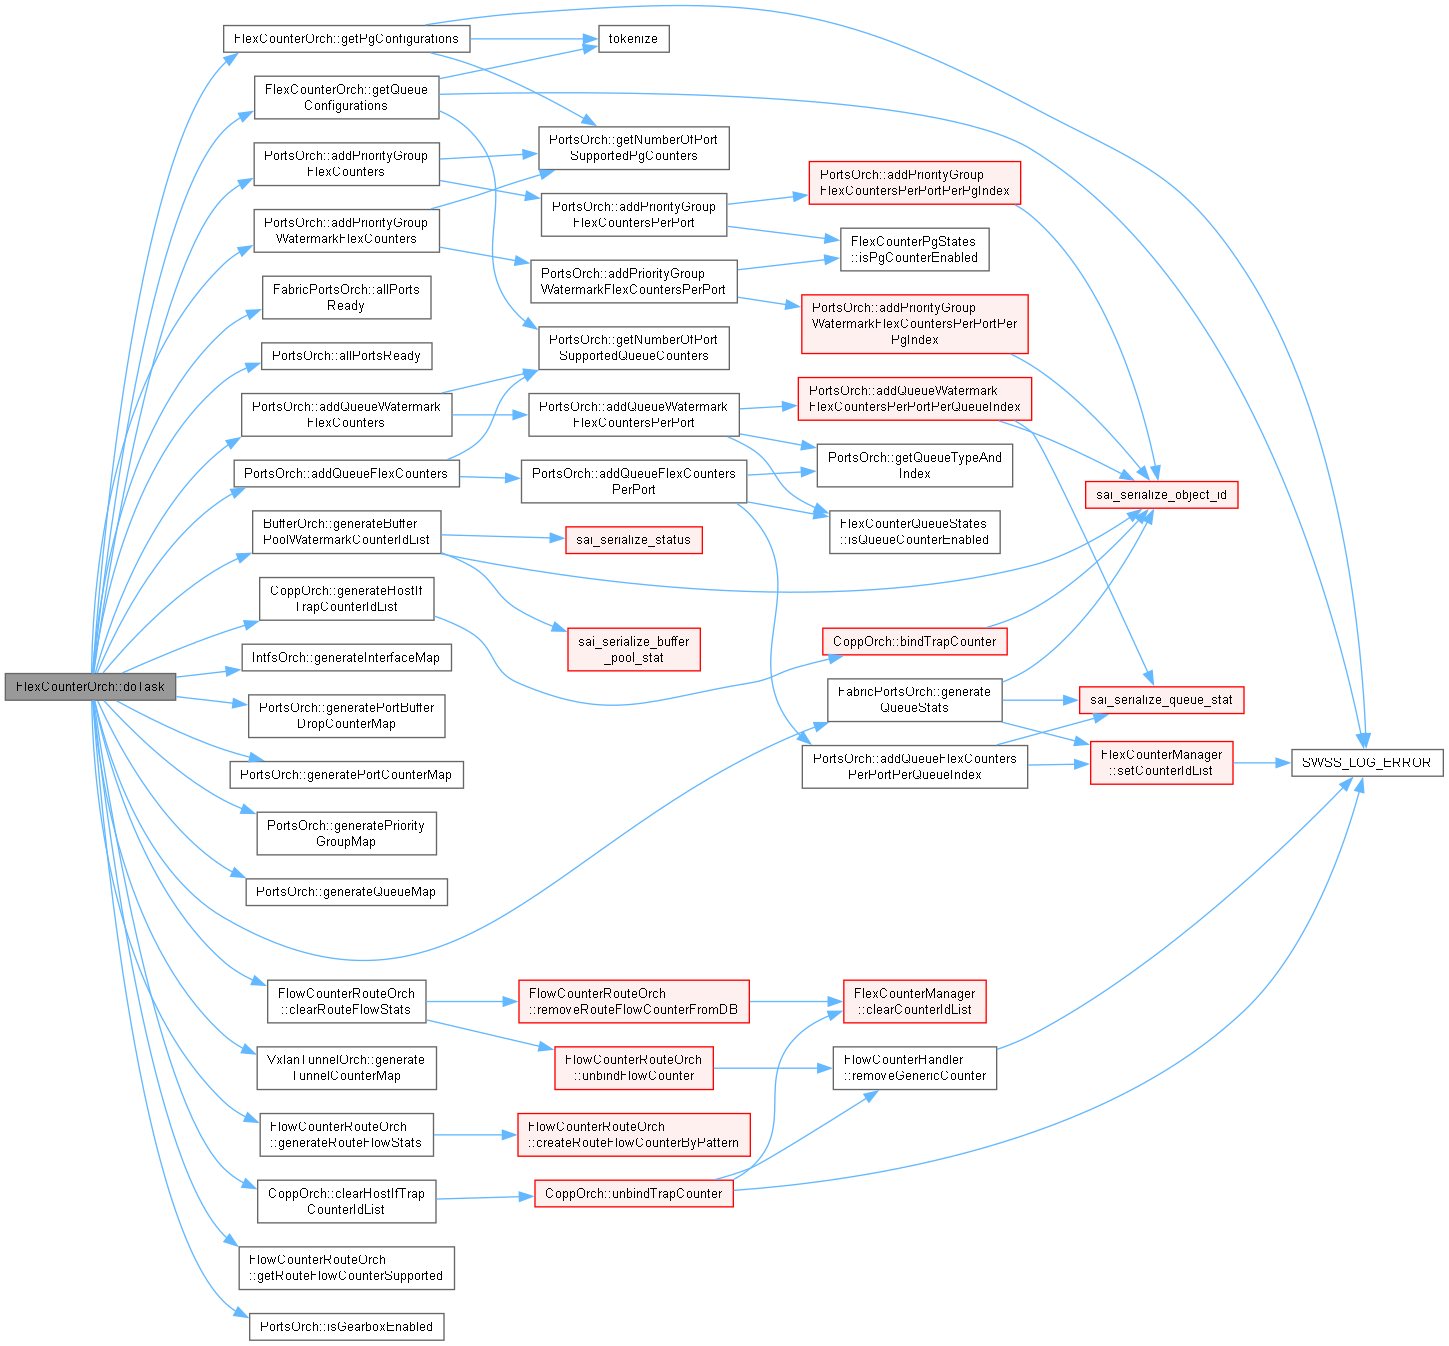 FlexCounterOrch::doTask
FlexCounterOrch::getPgConfigurations
tokenize
FlexCounterOrch::getQueue
Configurations
PortsOrch::getNumberOfPort
SupportedPgCounters
PortsOrch::addPriorityGroup
FlexCounters
PortsOrch::addPriorityGroup
FlexCountersPerPort
PortsOrch::addPriorityGroup
FlexCountersPerPortPerPgIndex
PortsOrch::addPriorityGroup
WatermarkFlexCounters
FlexCounterPgStates
::isPgCounterEnabled
PortsOrch::addPriorityGroup
WatermarkFlexCountersPerPort
PortsOrch::addPriorityGroup
WatermarkFlexCountersPerPortPer
PgIndex
FabricPortsOrch::allPorts
Ready
PortsOrch::getNumberOfPort
SupportedQueueCounters
PortsOrch::allPortsReady
PortsOrch::addQueueWatermark
FlexCounters
PortsOrch::addQueueWatermark
FlexCountersPerPort
PortsOrch::addQueueWatermark
FlexCountersPerPortPerQueueIndex
PortsOrch::addQueueFlexCounters
PortsOrch::addQueueFlexCounters
PerPort
PortsOrch::getQueueTypeAnd
Index
sai_serialize_object_id
FlexCounterQueueStates
::isQueueCounterEnabled
BufferOrch::generateBuffer
PoolWatermarkCounterIdList
sai_serialize_status
CoppOrch::generateHostIf
TrapCounterIdList
sai_serialize_buffer
_pool_stat
CoppOrch::bindTrapCounter
IntfsOrch::generateInterfaceMap
FabricPortsOrch::generate
QueueStats
sai_serialize_queue_stat
PortsOrch::generatePortBuffer
DropCounterMap
PortsOrch::addQueueFlexCounters
PerPortPerQueueIndex
FlexCounterManager
::setCounterIdList
SWSS_LOG_ERROR
PortsOrch::generatePortCounterMap
PortsOrch::generatePriority
GroupMap
PortsOrch::generateQueueMap
FlowCounterRouteOrch
::clearRouteFlowStats
FlowCounterRouteOrch
::removeRouteFlowCounterFromDB
FlexCounterManager
::clearCounterIdList
VxlanTunnelOrch::generate
TunnelCounterMap
FlowCounterRouteOrch
::unbindFlowCounter
FlowCounterHandler
::removeGenericCounter
FlowCounterRouteOrch
::generateRouteFlowStats
FlowCounterRouteOrch
::createRouteFlowCounterByPattern
CoppOrch::clearHostIfTrap
CounterIdList
CoppOrch::unbindTrapCounter
FlowCounterRouteOrch
::getRouteFlowCounterSupported
PortsOrch::isGearboxEnabled